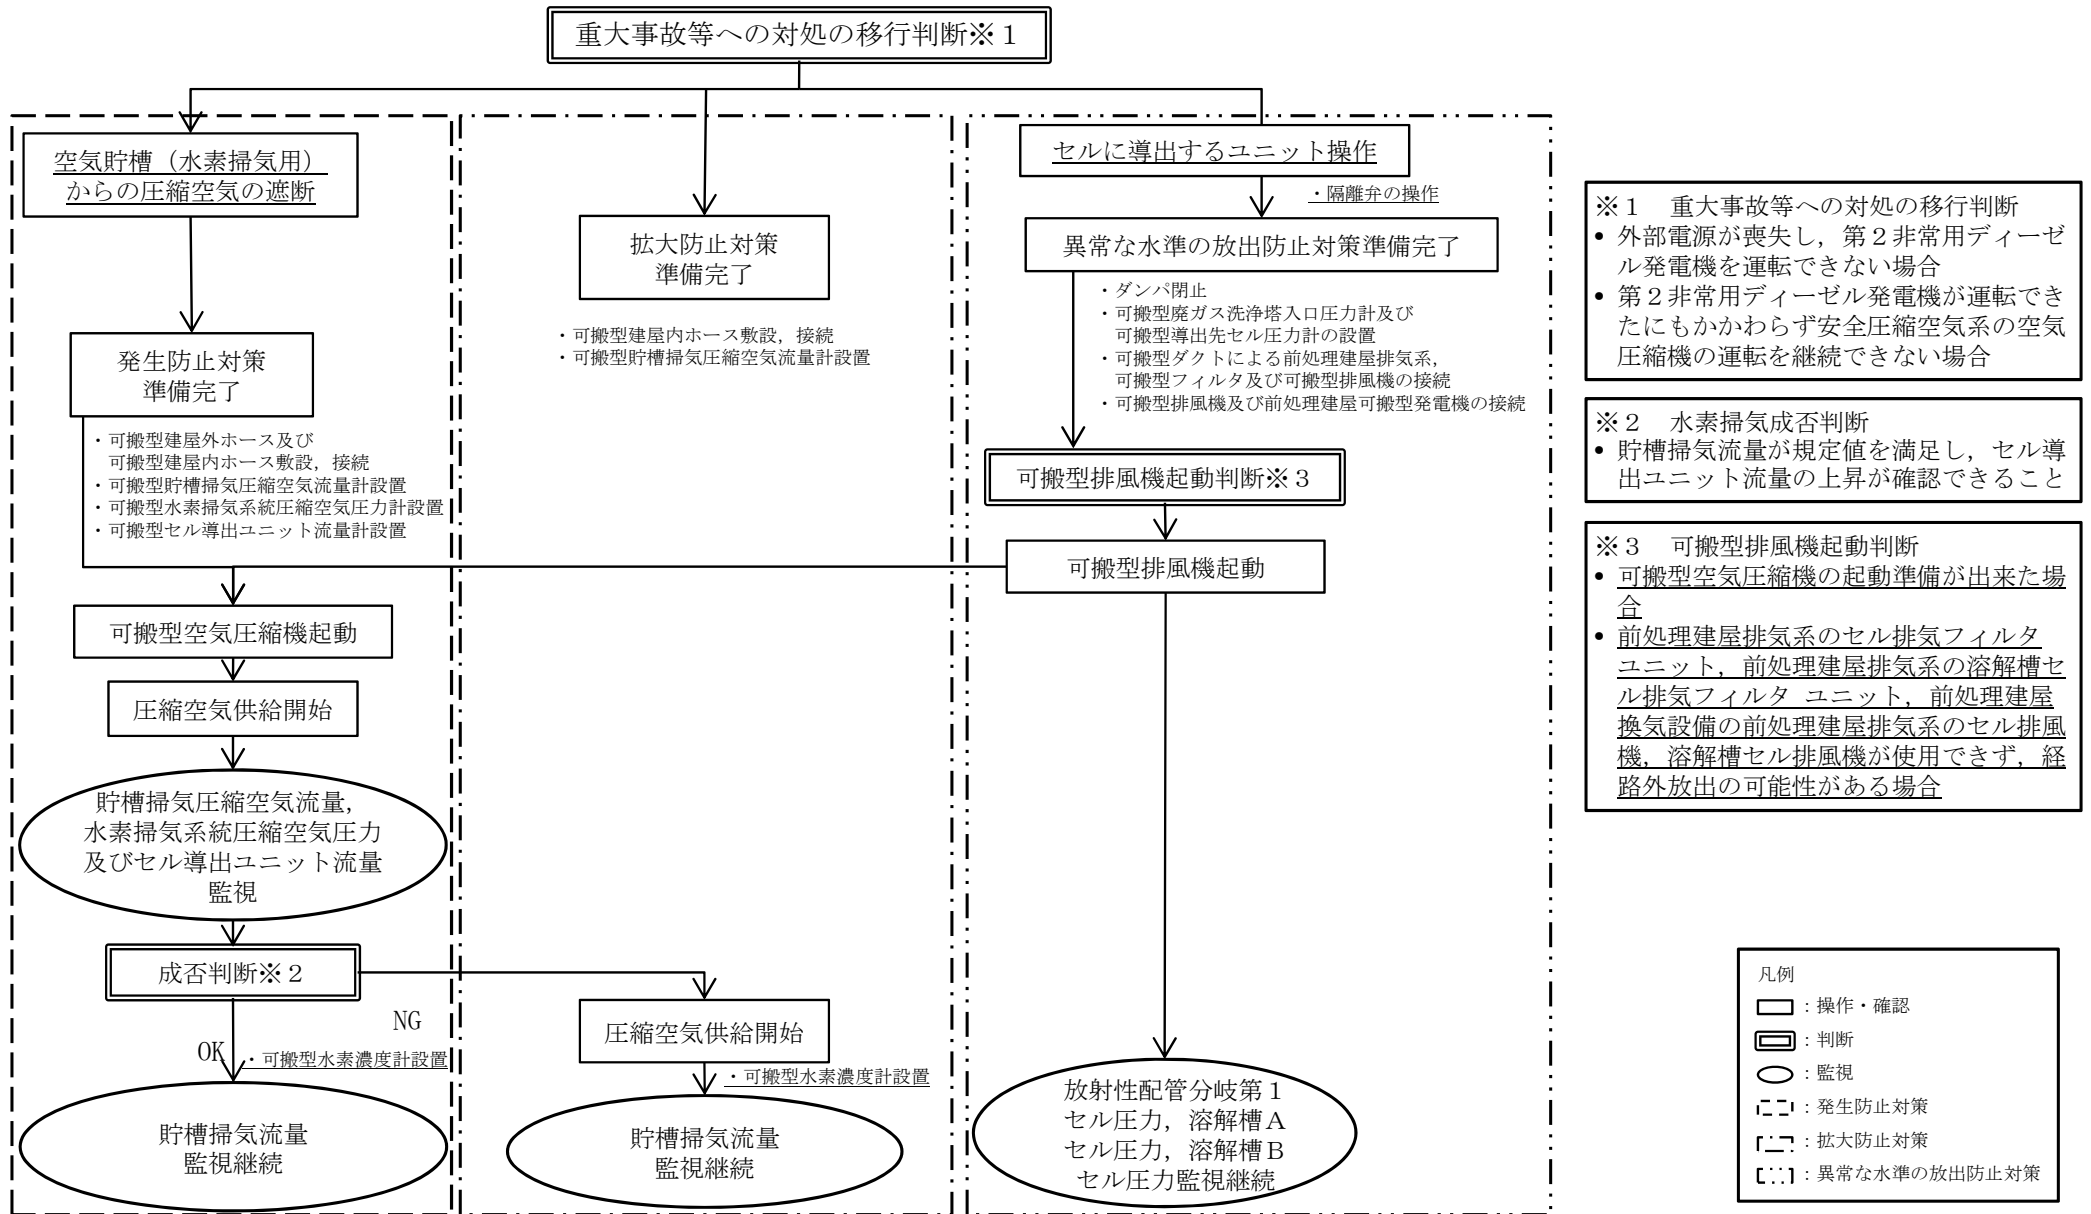 重大事故等への対処の移行判断※１
空気貯槽（水素掃気用）
からの圧縮空気の遮断
発生防止対策
準備完了
・可搬型建屋外ホース及び
可搬型建屋内ホース敷設，接続
・可搬型貯槽掃気圧縮空気流量計設置
・可搬型水素掃気系統圧縮空気圧力計設置
・可搬型セル導出ユニット流量計設置
可搬型空気圧縮機起動
圧縮空気供給開始
貯槽掃気圧縮空気流量，
水素掃気系統圧縮空気圧力
及びセル導出ユニット流量
監視
成否判断※２
NG
OK
・可搬型水素濃度計設置
貯槽掃気流量
監視継続
拡大防止対策
準備完了
・可搬型建屋内ホース敷設，接続
・可搬型貯槽掃気圧縮空気流量計設置
圧縮空気供給開始
・可搬型水素濃度計設置
貯槽掃気流量
監視継続
セルに導出するユニット操作
・隔離弁の操作
異常な水準の放出防止対策準備完了
・ダンパ閉止
・可搬型廃ガス洗浄塔入口圧力計及び
可搬型導出先セル圧力計の設置
・可搬型ダクトによる前処理建屋排気系，
可搬型フィルタ及び可搬型排風機の接続
・可搬型排風機及び前処理建屋可搬型発電機の接続
可搬型排風機起動判断※３
可搬型排風機起動
放射性配管分岐第１
セル圧力，溶解槽Ａ
セル圧力，溶解槽Ｂ
セル圧力監視継続
※１　重大事故等への対処の移行判断
• 外部電源が喪失し，第２非常用ディーゼ
ル発電機を運転できない場合
• 第２非常用ディーゼル発電機が運転でき
たにもかかわらず安全圧縮空気系の空気
圧縮機の運転を継続できない場合
※２　水素掃気成否判断
• 貯槽掃気流量が規定値を満足し，セル導
出ユニット流量の上昇が確認できること
※３　可搬型排風機起動判断
• 可搬型空気圧縮機の起動準備が出来た場
合
• 前処理建屋排気系のセル排気フィルタ
ユニット，前処理建屋排気系の溶解槽セ
ル排気フィルタ ユニット，前処理建屋
換気設備の前処理建屋排気系のセル排風
機，溶解槽セル排風機が使用できず，経
路外放出の可能性がある場合
凡例
：操作・確認
：判断
：監視
：発生防止対策
：拡大防止対策
：異常な水準の放出防止対策